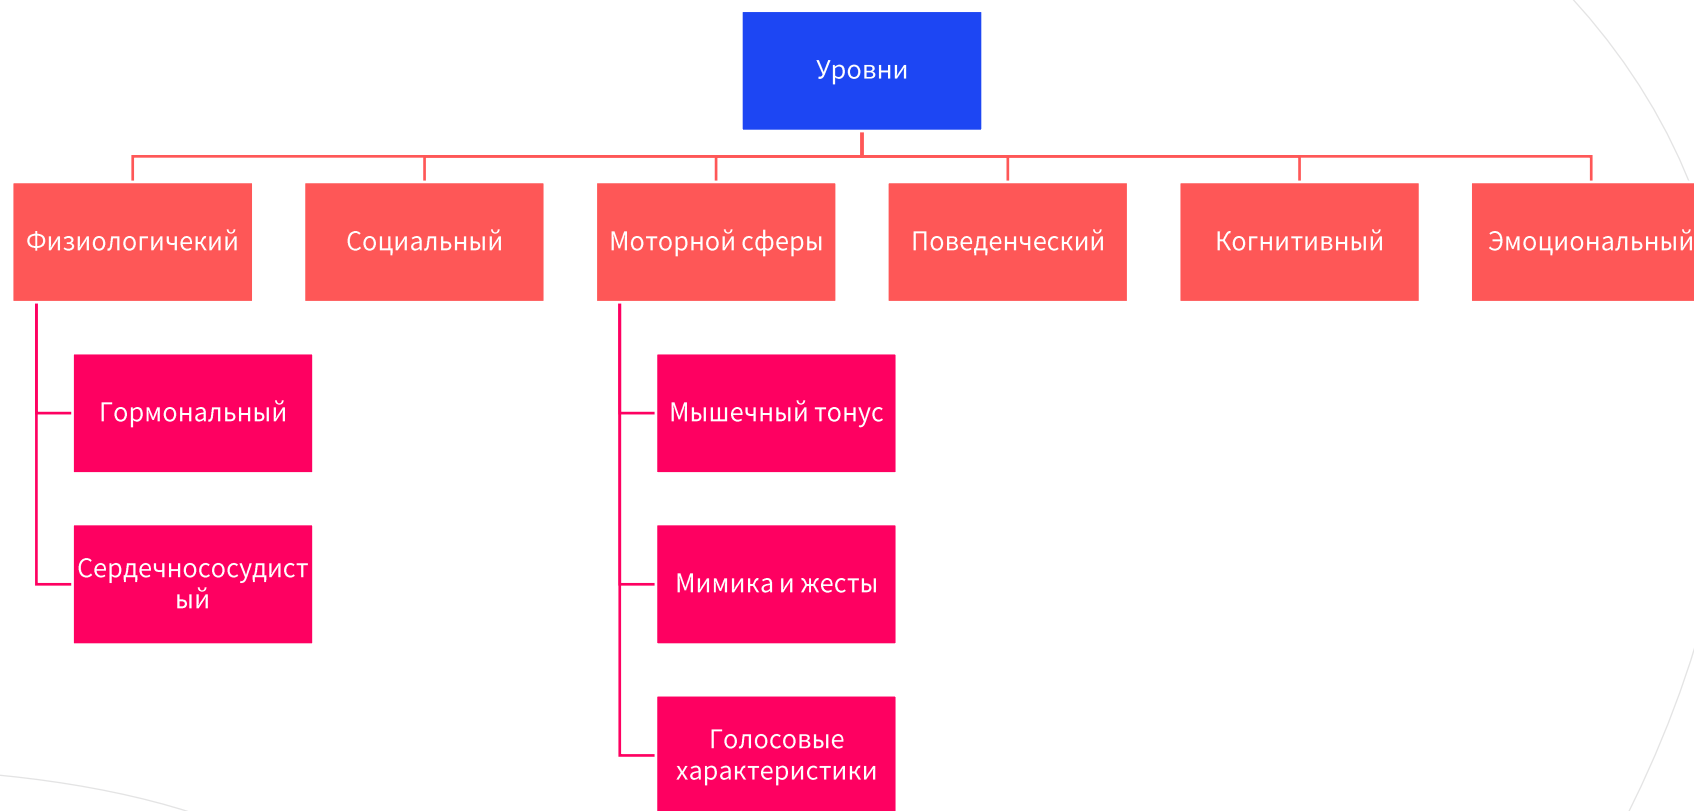 Уровни
Физиологичекий
Социальный
Моторной сферы
Поведенческий
Когнитивный
Эмоциональный
Гормональный
Сердечнососудист
ый
Мышечный тонус
Мимика и жесты
Голосовые
характеристики